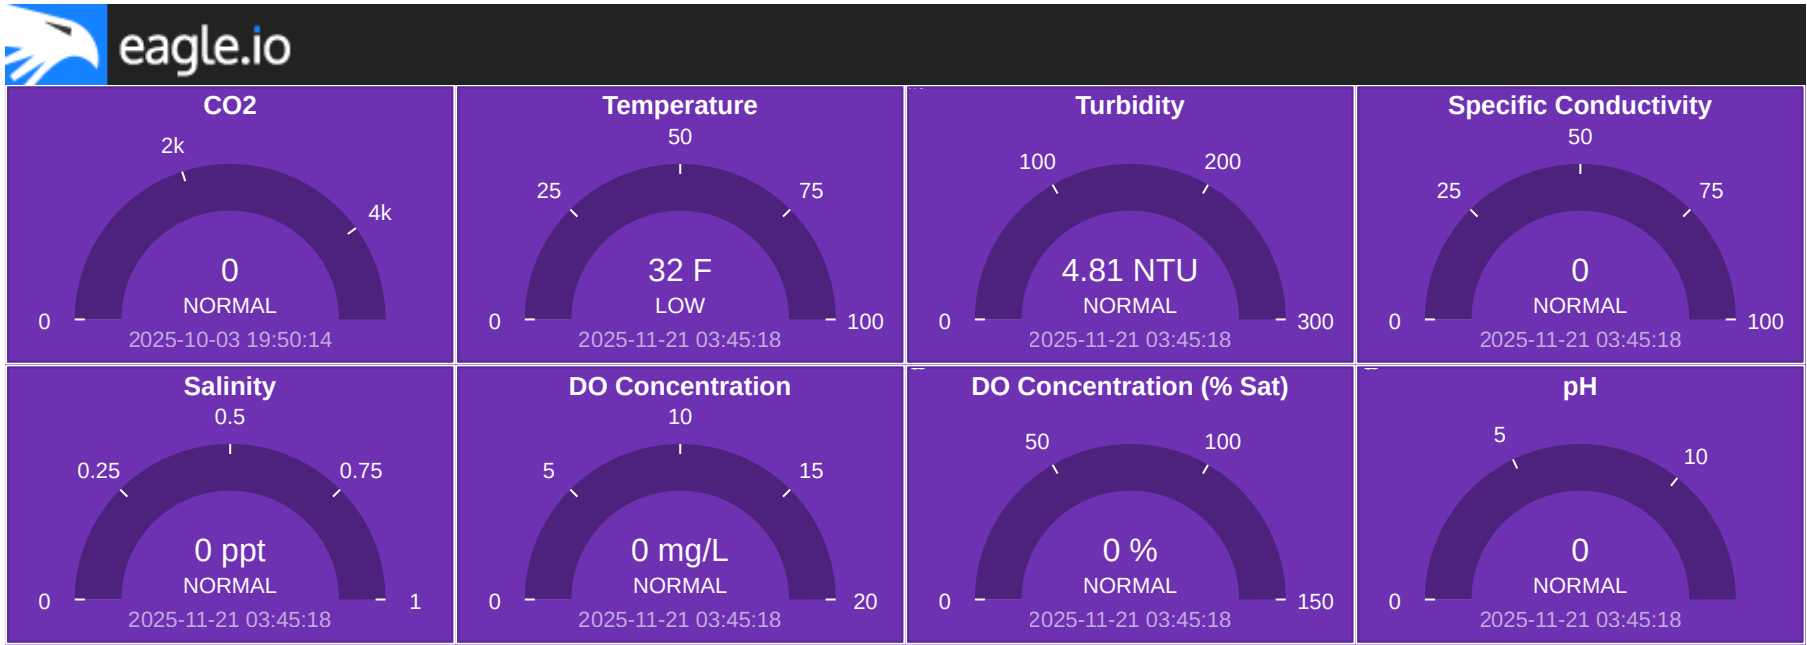 eagle.io
CO2
2k
4k
0
0
NORMAL
2025-10-03 19:50:14
Temperature
50
25
75
0
100
32 F
LOW
2025-11-21 03:45:18
Turbidity
100
200
0
300
4.81 NTU
NORMAL
2025-11-21 03:45:18
Specific Conductivity
50
25
75
0
100
0
NORMAL
2025-11-21 03:45:18
Salinity
0.5
0.25
0.75
0
1
0 ppt
NORMAL
2025-11-21 03:45:18
DO Concentration
10
5
15
0
20
0 mg/L
NORMAL
2025-11-21 03:45:18
DO Concentration (% Sat)
50
100
0
150
0 %
NORMAL
2025-11-21 03:45:18
pH
5
10
0
0
NORMAL
2025-11-21 03:45:18